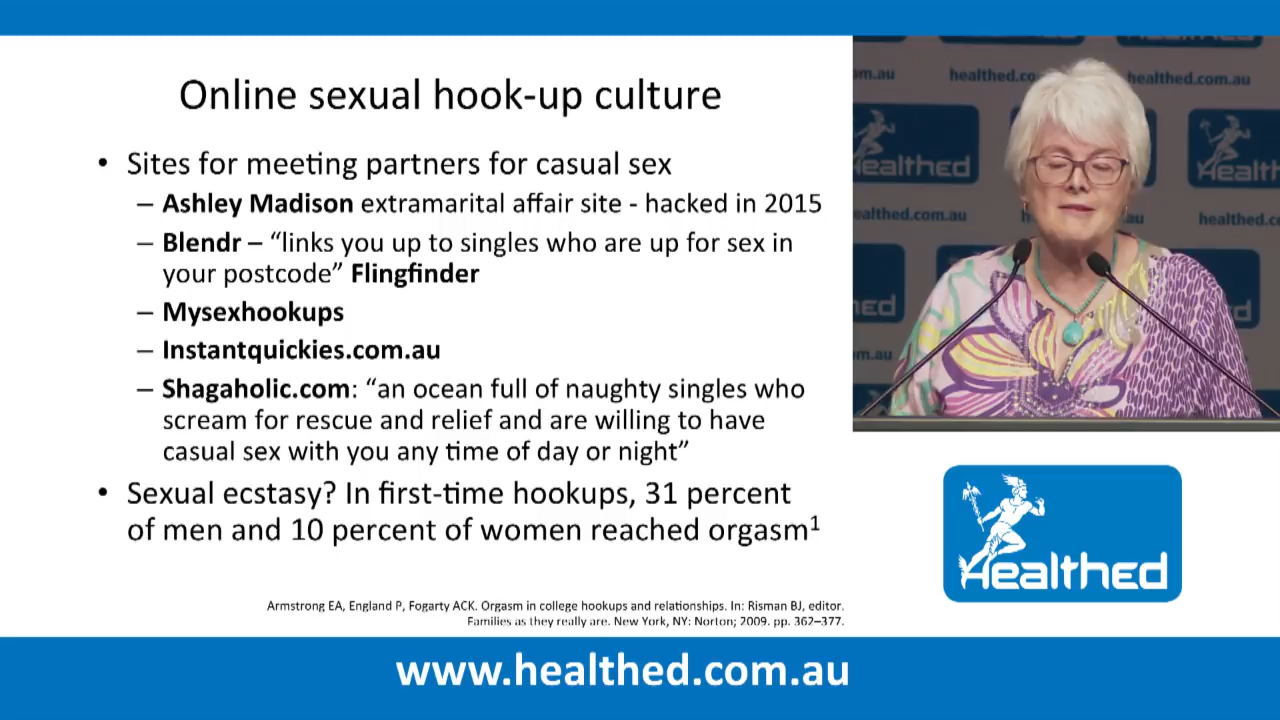 Online sexual hook-up culture
• Sites for meeting partners for casual sex
– Ashley Madison extramarital affair site - hacked in 2015
– Blendr – “links you up to singles who are up for sex in
your postcode” Flingfinder
– Mysexhookups
– Instantquickies.com.au
– Shagaholic.com: “an ocean full of naughty singles who
scream for rescue and relief and are willing to have
casual sex with you any time of day or night”
• Sexual ecstasy? In first-time hookups, 31 percent
of men and 10 percent of women reached orgasm1
Armstrong EA, England P, Fogarty ACK. Orgasm in college hookups and relationships. In: Risman BJ, editor.
Families as they really are. New York, NY: Norton; 2009. pp. 362–377.
healthed.com.au
Healthed
healthed.co
Healthed
www.healthed.com.au